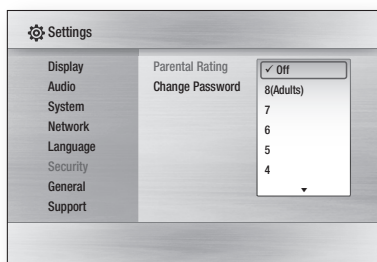 Settings
Display
Audio
System
Network
Language
Security
General
Support
Parental Rating
Change Password
✓ Off
8(Adults)
7
6
5
4